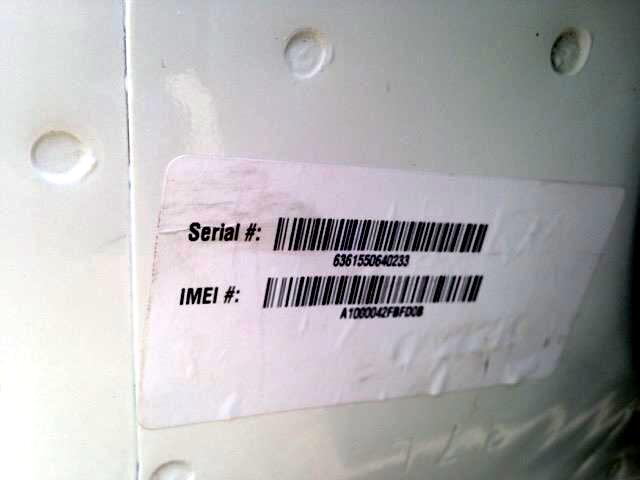 Serial #:
6361550640233
IMEI #:
A1000042FBFD0B